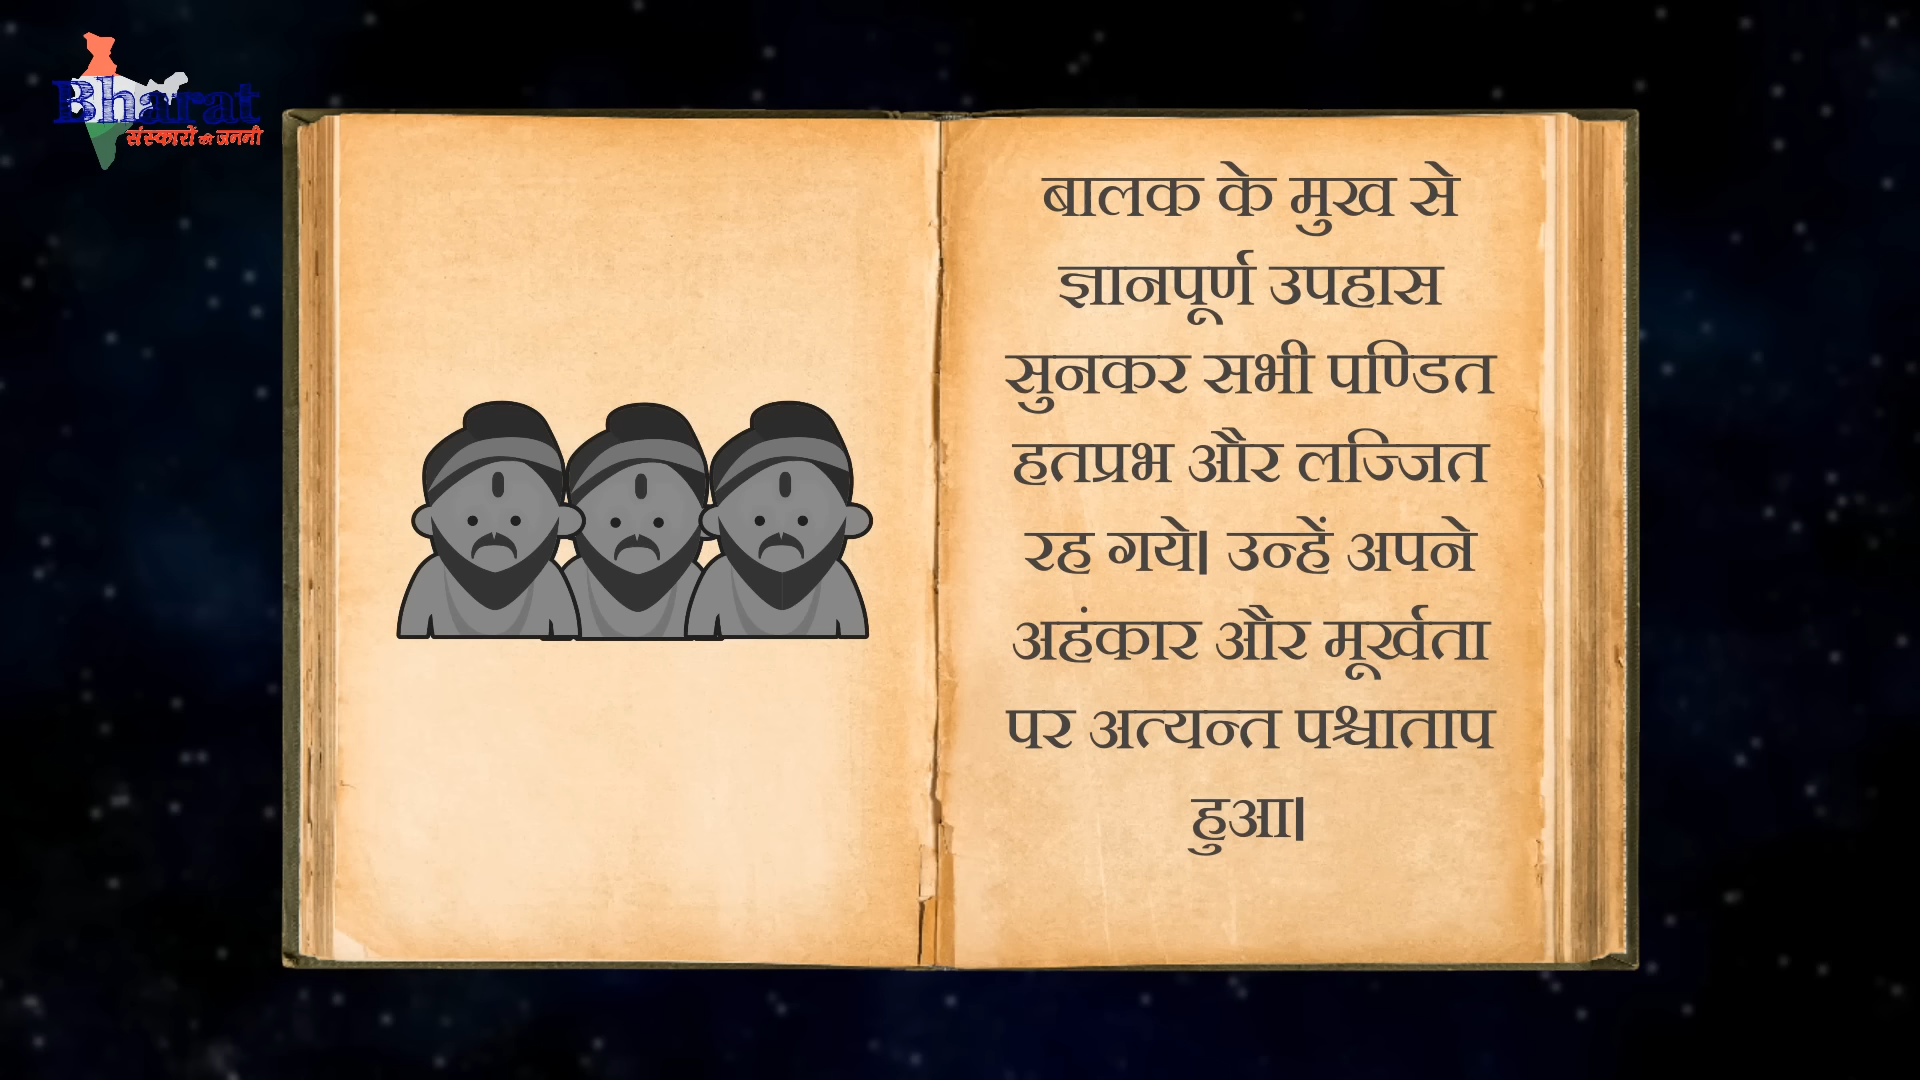 Bharat
संस्कारों की जननी
बालक के मुख से
ज्ञानपूर्ण उपहास
सुनकर सभी पण्डित
हतप्रभ और लज्जित
रह गये। उन्हें अपने
अहंकार और मूर्खता
पर अत्यन्त पश्चाताप
हुआ।